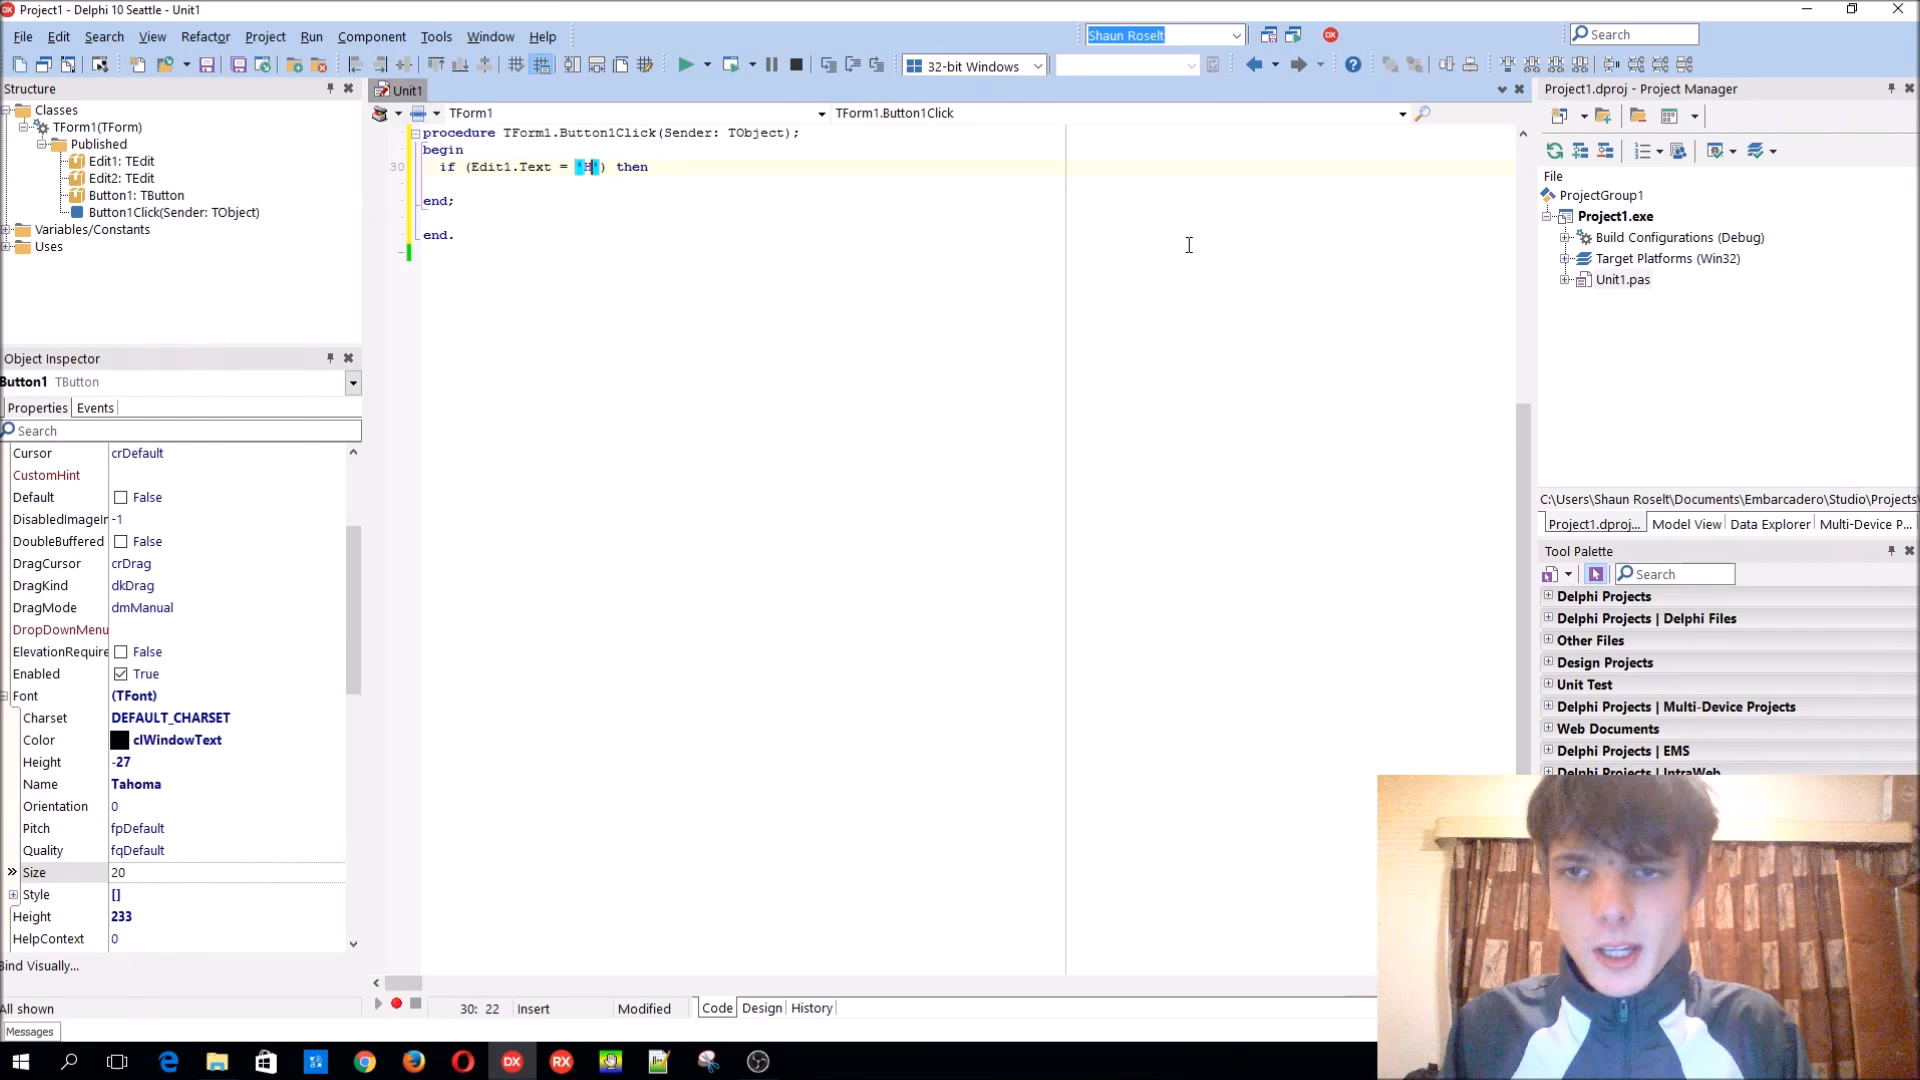 Project1 - Delphi 10 Seattle - Unit1
File Edit Search View Refactor Project Run Component Tools Window Help
Shaun Roselt
Search
32-bit Windows
Structure
Classes
TForm1(TForm)
Published
Edit1: TEdit
Edit2: TEdit
Button1: TButton
Button1Click(Sender: TObject)
Variables/Constants
Uses
Object Inspector
Button1 TButton
Properties Events
Search
Cursor crDefault
CustomHint
Default False
DisabledImageIr -1
DoubleBuffered False
DragCursor crDrag
DragKind dkDrag
DragMode dmManual
DropDownMenu
ElevationRequire False
Enabled True
Font (TFont)
Charset DEFAULT_CHARSET
Color clWindowText
Height -27
Name Tahoma
Orientation 0
Pitch fpDefault
Quality fqDefault
Size 20
Style []
Height 233
HelpContext 0
Bind Visually...
All shown
Messages
Unit1
TForm1 TForm1.Button1Click
procedure TForm1.Button1Click(Sender: TObject);
begin
30 if (Edit1.Text = 'H') then
end;
end.
30: 22 Insert Modified Code Design History
Project1.dproj - Project Manager
File
ProjectGroup1
Project1.exe
Build Configurations (Debug)
Target Platforms (Win32)
Unit1.pas
C:\Users\Shaun Roselt\Documents\Embarcadero\Studio\Projects\
Project1.dproj... Model View Data Explorer Multi-Device P...
Tool Palette
Search
Delphi Projects
Delphi Projects | Delphi Files
Other Files
Design Projects
Unit Test
Delphi Projects | Multi-Device Projects
Web Documents
Delphi Projects | EMS
Delphi Projects | IntraWeb
DX RX